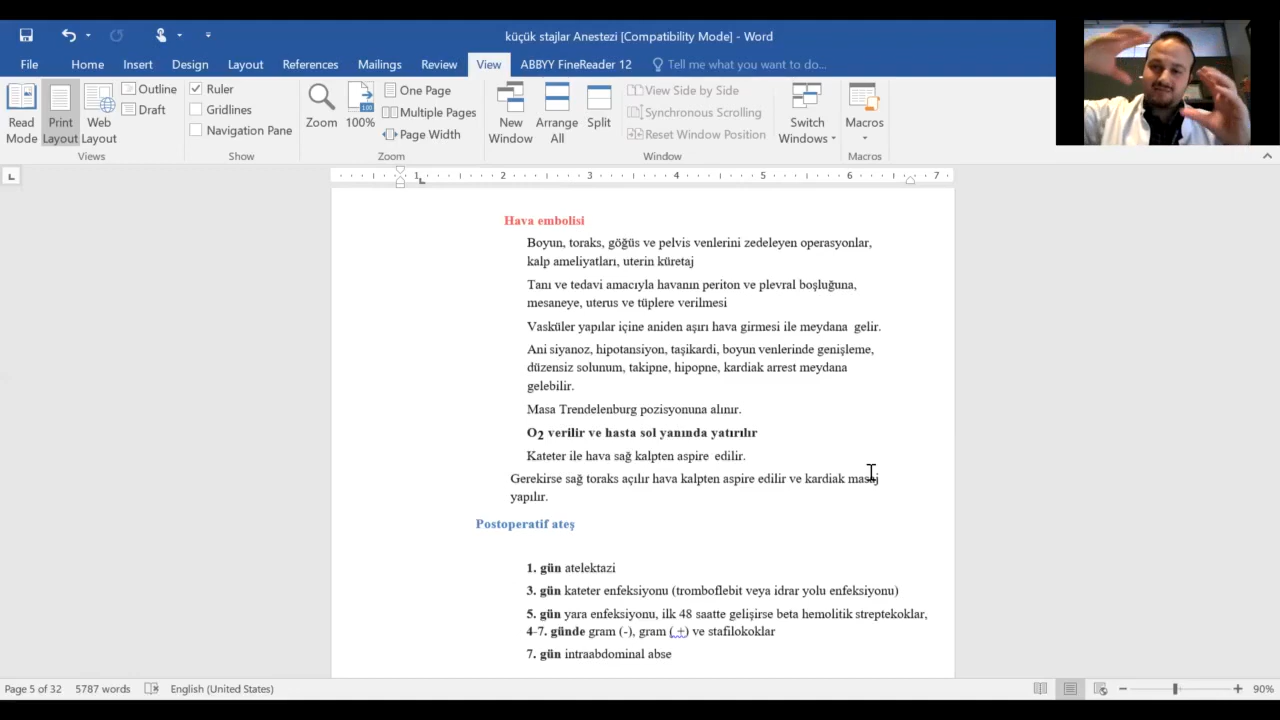 küçük stajlar Anestezi [Compatibility Mode] - Word
File Home Insert Design Layout References Mailings Review View ABBYY FineReader 12 Tell me what you want to do...
Read Mode
Print Layout
Web Layout
Outline
Draft
Views
Ruler
Gridlines
Navigation Pane
Show
Zoom
100%
One Page
Multiple Pages
Page Width
Zoom
New Window
Arrange All
Split
View Side by Side
Synchronous Scrolling
Reset Window Position
Window
Switch Windows
Macros
Macros
1 2 3 4 5 6 7
Hava embolisi
Boyun, toraks, göğüs ve pelvis venlerini zedeleyen operasyonlar,
kalp ameliyatları, uterin küretaj
Tanı ve tedavi amacıyla havanın periton ve plevral boşluğuna,
mesaneye, uterus ve tüplere verilmesi
Vasküler yapılar içine aniden aşırı hava girmesi ile meydana gelir.
Ani siyanoz, hipotansiyon, taşikardi, boyun venlerinde genişleme,
düzensiz solunum, takipne, hipopne, kardiak arrest meydana
gelebilir.
Masa Trendelenburg pozisyonuna alınır.
O2 verilir ve hasta sol yanında yatırılır
Kateter ile hava sağ kalpten aspire edilir.
Gerekirse sağ toraks açılır hava kalpten aspire edilir ve kardiak masaj
yapılır.
Postoperatif ateş
1. gün atelektazi
3. gün kateter enfeksiyonu (tromboflebit veya idrar yolu enfeksiyonu)
5. gün yara enfeksiyonu, ilk 48 saatte gelişirse beta hemolitik streptekoklar,
4-7. günde gram (-), gram ( +) ve stafilokoklar
7. gün intraabdominal abse
Page 5 of 32 5787 words English (United States) 90%